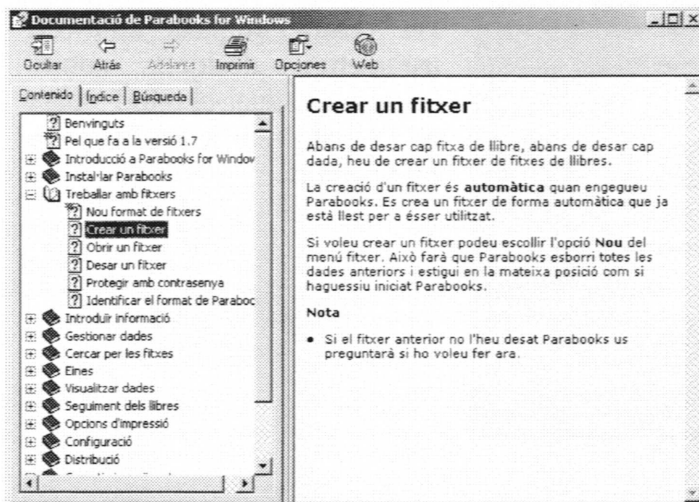 Documentació de Parabooks for Windows
Ocultar Atrás Adelante Imprimir Opciones Web
Contenido Índice Búsqueda
Benvinguts
Pel que fa a la versió 1.7
Introducció a Parabooks for Window
Instal·lar Parabooks
Treballar amb fitxers
Nou format de fitxers
Crear un fitxer
Obrir un fitxer
Desar un fitxer
Protegir amb contrasenya
Identificar el format de Paraboc
Introduir informació
Gestionar dades
Cercar per les fitxes
Eines
Visualitzar dades
Seguiment dels llibres
Opcions d'impressió
Configuració
Distribució
Crear un fitxer
Abans de desar cap fitxa de llibre, abans de desar cap
dada, heu de crear un fitxer de fitxes de llibres.
La creació d'un fitxer és automàtica quan engegueu
Parabooks. Es crea un fitxer de forma automàtica que ja
està llest per a ésser utilitzat.
Si voleu crear un fitxer podeu escollir l'opció Nou del
menú fitxer. Això farà que Parabooks esborri totes les
dades anteriors i estigui en la mateixa posició com si
haguessiu iniciat Parabooks.
Nota
• Si el fitxer anterior no l'heu desat Parabooks us
preguntarà si ho voleu fer ara.